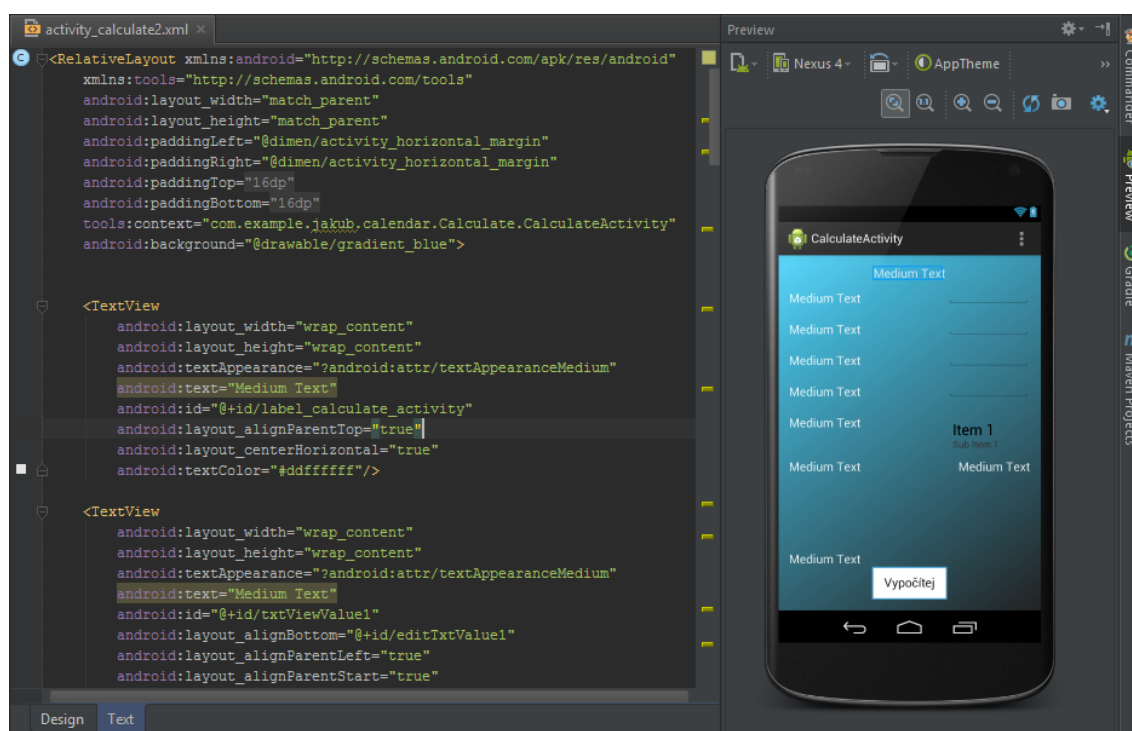 activity_calculate2.xml
<RelativeLayout xmlns:android="http://schemas.android.com/apk/res/android"
xmlns:tools="http://schemas.android.com/tools"
android:layout_width="match_parent"
android:layout_height="match_parent"
android:paddingLeft="@dimen/activity_horizontal_margin"
android:paddingRight="@dimen/activity_horizontal_margin"
android:paddingTop="16dp"
android:paddingBottom="16dp"
tools:context="com.example.jakub.calendar.Calculate.CalculateActivity"
android:background="@drawable/gradient_blue">
<TextView
android:layout_width="wrap_content"
android:layout_height="wrap_content"
android:textAppearance="?android:attr/textAppearanceMedium"
android:text="Medium Text"
android:id="@+id/label_calculate_activity"
android:layout_alignParentTop="true"
android:layout_centerHorizontal="true"
android:textColor="#ddffffff"/>
<TextView
android:layout_width="wrap_content"
android:layout_height="wrap_content"
android:textAppearance="?android:attr/textAppearanceMedium"
android:text="Medium Text"
android:id="@+id/txtViewValue1"
android:layout_alignBottom="@+id/editTxtValue1"
android:layout_alignParentLeft="true"
android:layout_alignParentStart="true"
Design Text
Preview
Nexus 4 AppTheme
1:1
CalculateActivity
Medium Text
Medium Text
Medium Text
Medium Text
Medium Text
Medium Text
Item 1
Sub Item 1
Medium Text Medium Text
Medium Text
Vypočítej
Commander
Preview
Gradle
Maven Projects